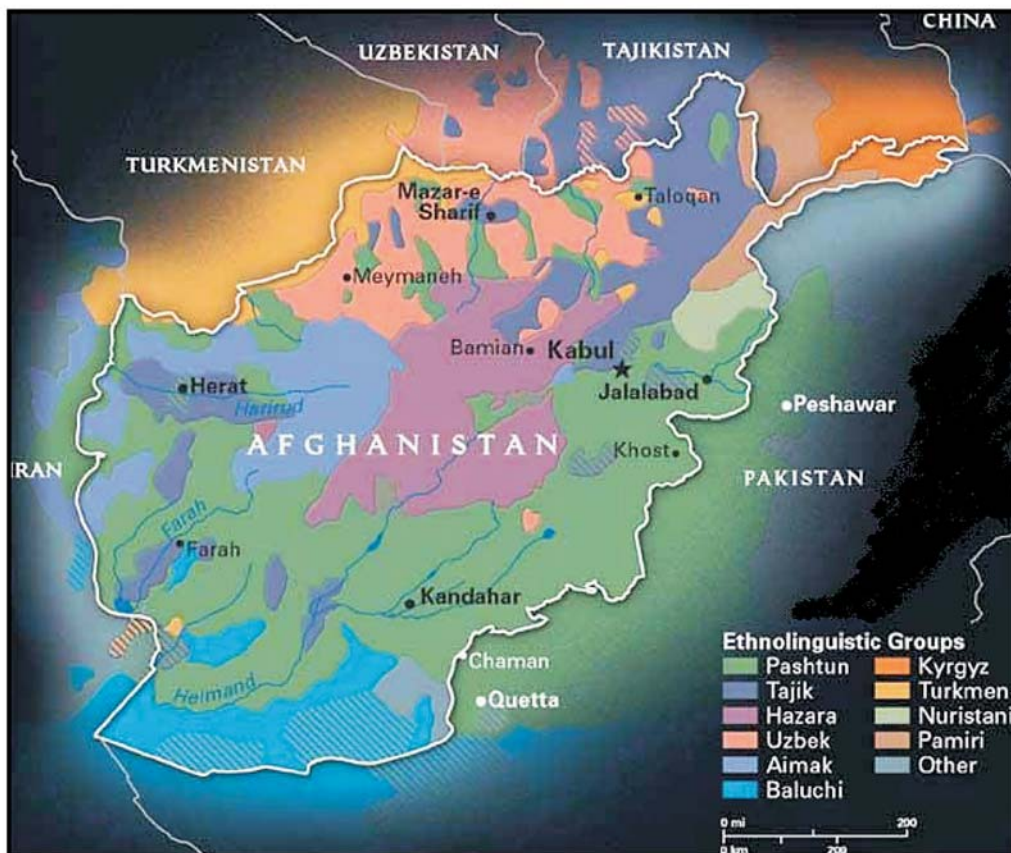 CHINA
UZBEKISTAN
TAJIKISTAN
TURKMENISTAN
Mazar-e
Sharif
Taloqan
Meymaneh
Bamian
Kabul
Herat
Jalalabad
Harirud
Peshawar
AFGHANISTAN
Khost
IRAN
PAKISTAN
Farah
Farah
Kandahar
Chaman
Helmand
Quetta
Ethnolinguistic Groups
Pashtun
Tajik
Hazara
Uzbek
Aimak
Baluchi
Kyrgyz
Turkmen
Nuristani
Pamiri
Other
0 mi 200
0 km 200